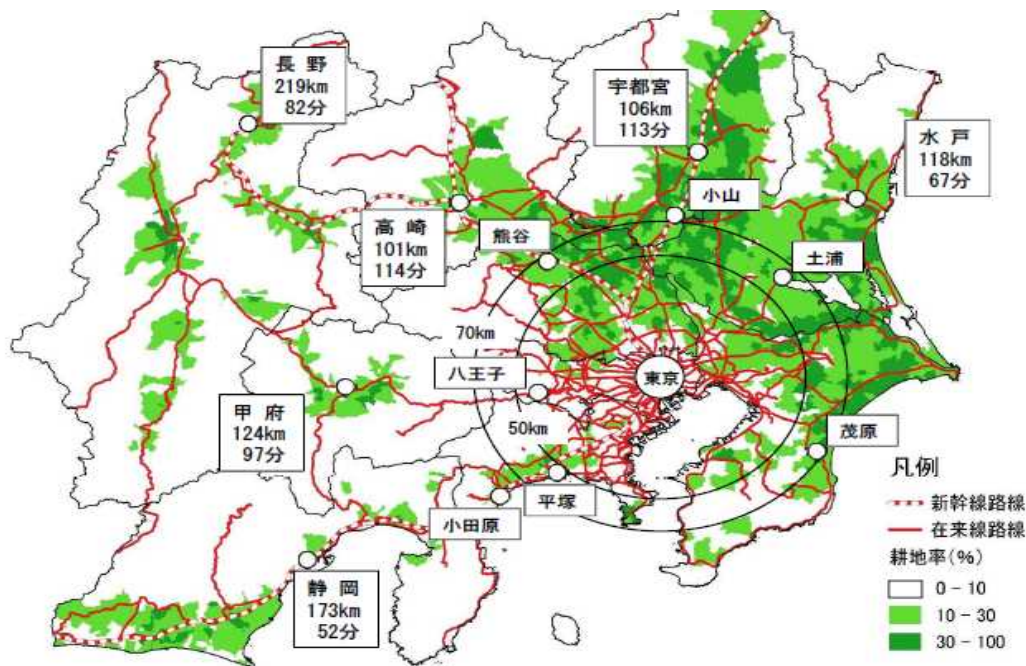 長野
219km
82分
宇都宮
106km
113分
水戸
118km
67分
小山
高崎
101km
114分
熊谷
土浦
70km
八王子
東京
甲府
124km
97分
50km
茂原
平塚
小田原
静岡
173km
52分
凡例
新幹線路線
在来線路線
耕地率(%)
0－10
10－30
30－100